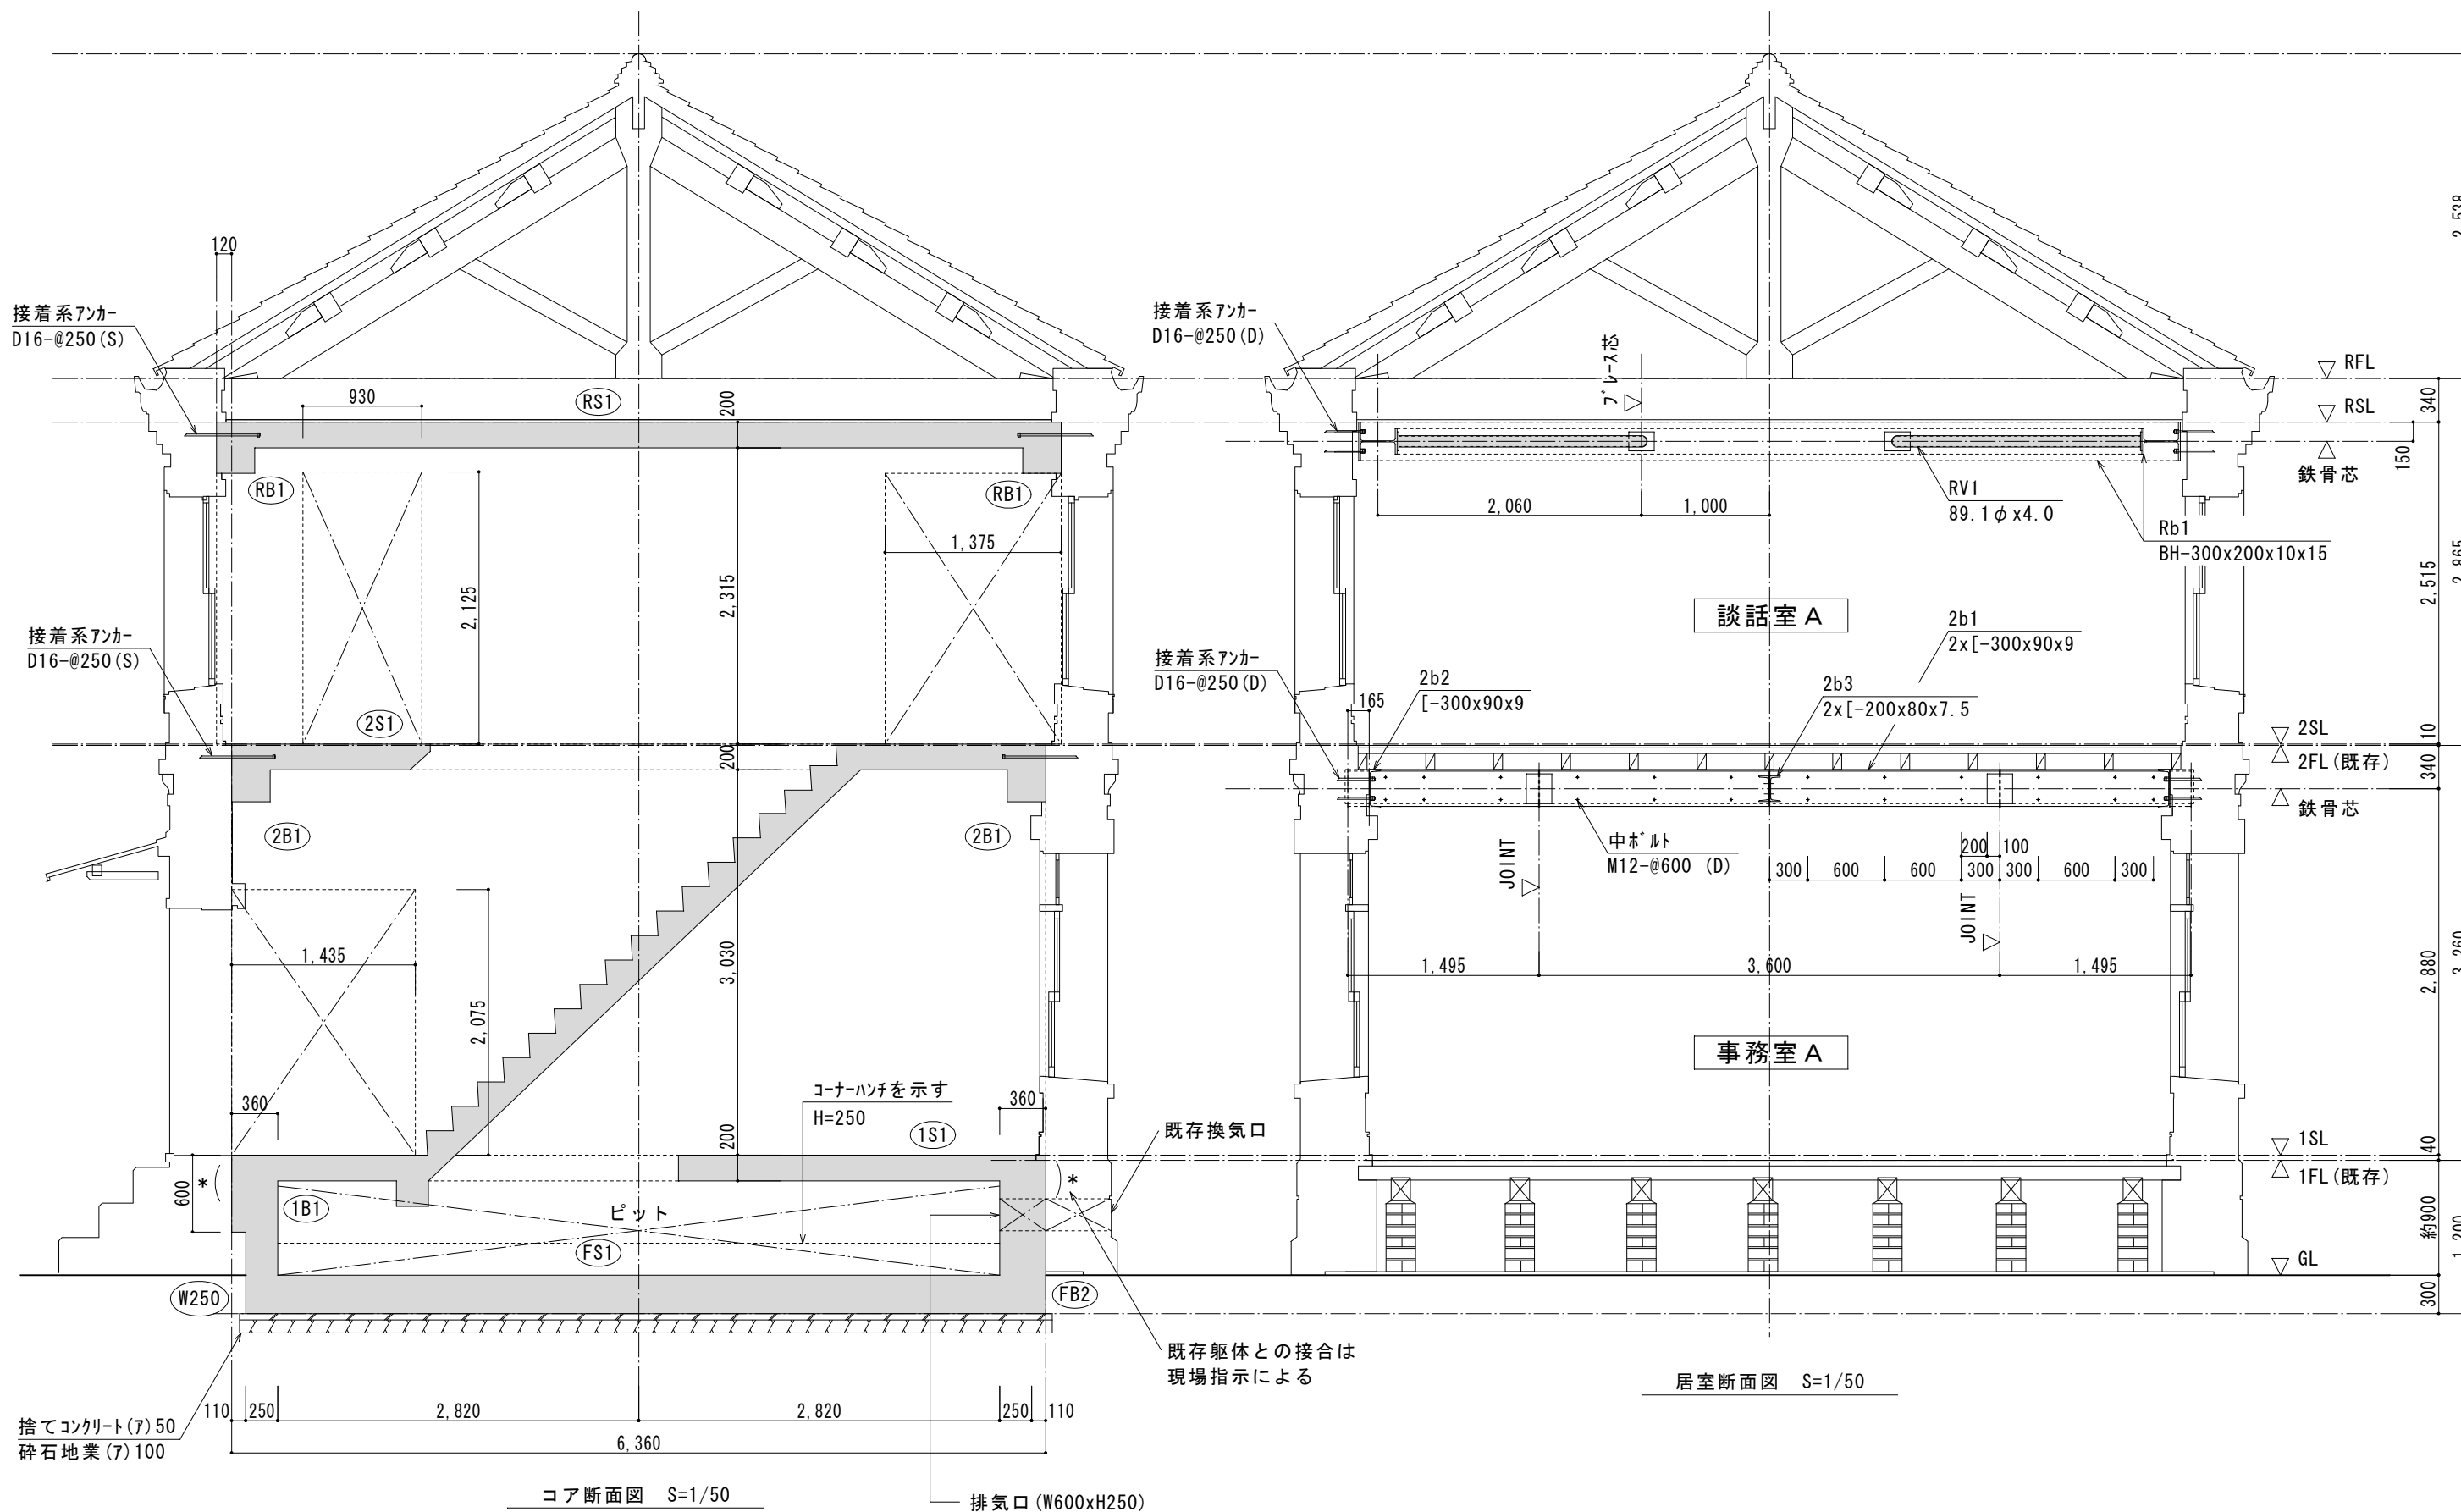 120
接着系アンカー
D16-@250(S)
930
RS1
200
RB1
RB1
1,375
2,125
2,315
接着系アンカー
D16-@250(S)
2S1
200
2B1
2B1
1,435
2,075
3,030
360
コーナーハンチを示す
H=250
360
1S1
200
既存換気口
600
*
*
1B1
ピット
FS1
W250
FB2
既存躯体との接合は
現場指示による
110
250
2,820
2,820
250
110
6,360
捨てコンクリート(ア)50
砕石地業(ア)100
コア断面図 S=1/50
排気口(W600xH250)
接着系アンカー
D16-@250(D)
ブレース芯
2,060
1,000
RV1
89.1φx4.0
Rb1
BH-300x200x10x15
談話室A
接着系アンカー
D16-@250(D)
165
2b2
[-300x90x9
2b3
2x[-200x80x7.5
2b1
2x[-300x90x9
JOINT
中ボルト
M12-@600 (D)
200
100
300
600
600
300
300
600
300
JOINT
1,495
3,600
1,495
事務室A
居室断面図 S=1/50
RFL
RSL
鉄骨芯
2SL
2FL(既存)
鉄骨芯
1SL
1FL(既存)
GL
2,538
340
150
2,515
2,865
10
340
2,880
3,260
40
約900
1,200
300